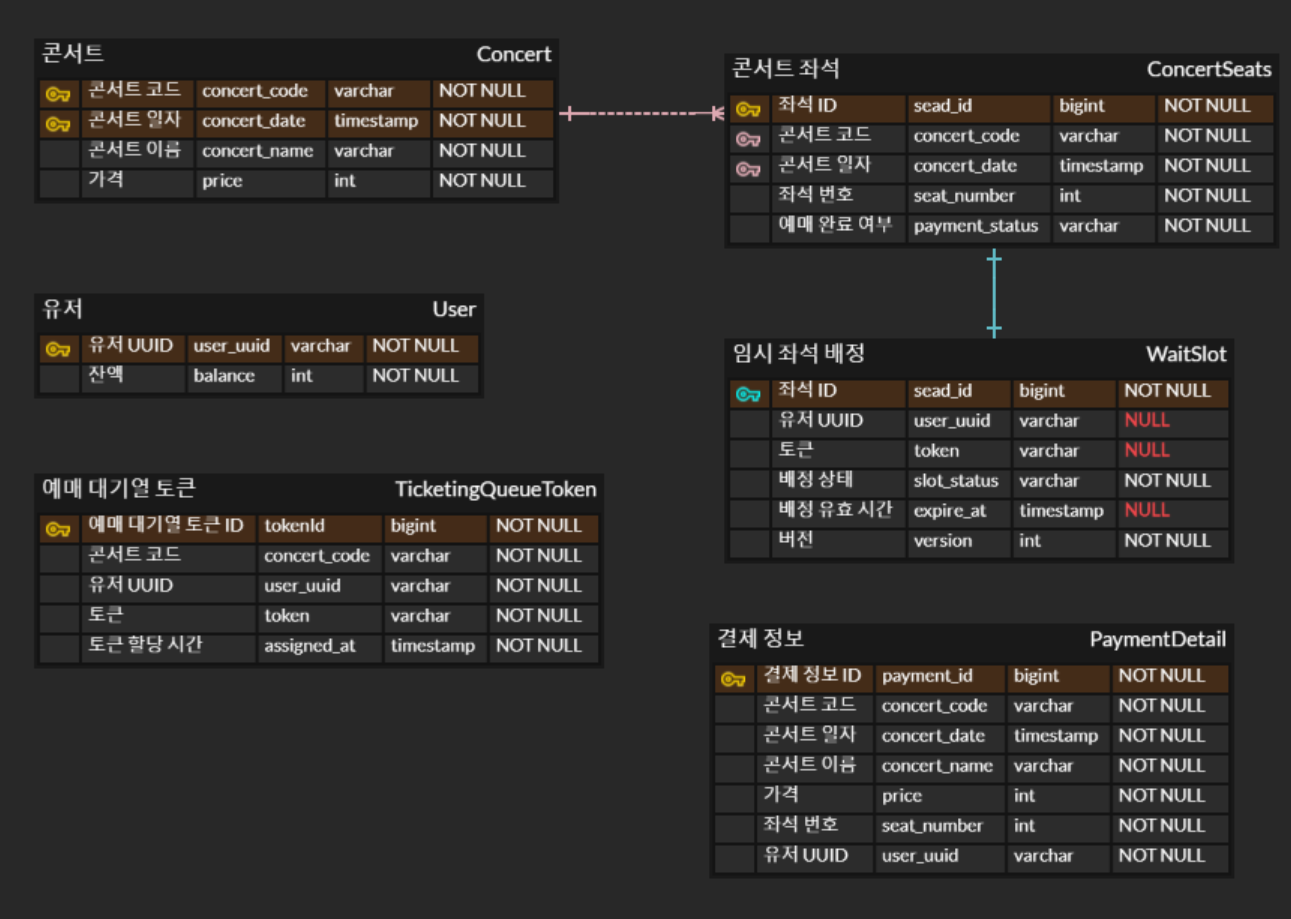 콘서트 Concert
콘서트 코드 concert_code varchar NOT NULL
콘서트 일자 concert_date timestamp NOT NULL
콘서트 이름 concert_name varchar NOT NULL
가격 price int NOT NULL
콘서트 좌석 ConcertSeats
좌석 ID sead_id bigint NOT NULL
콘서트 코드 concert_code varchar NOT NULL
콘서트 일자 concert_date timestamp NOT NULL
좌석 번호 seat_number int NOT NULL
예매 완료 여부 payment_status varchar NOT NULL
유저 User
유저 UUID user_uuid varchar NOT NULL
잔액 balance int NOT NULL
임시 좌석 배정 WaitSlot
좌석 ID sead_id bigint NOT NULL
유저 UUID user_uuid varchar NULL
토큰 token varchar NULL
배정 상태 slot_status varchar NOT NULL
배정 유효 시간 expire_at timestamp NULL
버전 version int NOT NULL
예매 대기열 토큰 TicketingQueueToken
예매 대기열 토큰 ID tokenId bigint NOT NULL
콘서트 코드 concert_code varchar NOT NULL
유저 UUID user_uuid varchar NOT NULL
토큰 token varchar NOT NULL
토큰 할당 시간 assigned_at timestamp NOT NULL
결제 정보 PaymentDetail
결제 정보 ID payment_id bigint NOT NULL
콘서트 코드 concert_code varchar NOT NULL
콘서트 일자 concert_date timestamp NOT NULL
콘서트 이름 concert_name varchar NOT NULL
가격 price int NOT NULL
좌석 번호 seat_number int NOT NULL
유저 UUID user_uuid varchar NOT NULL